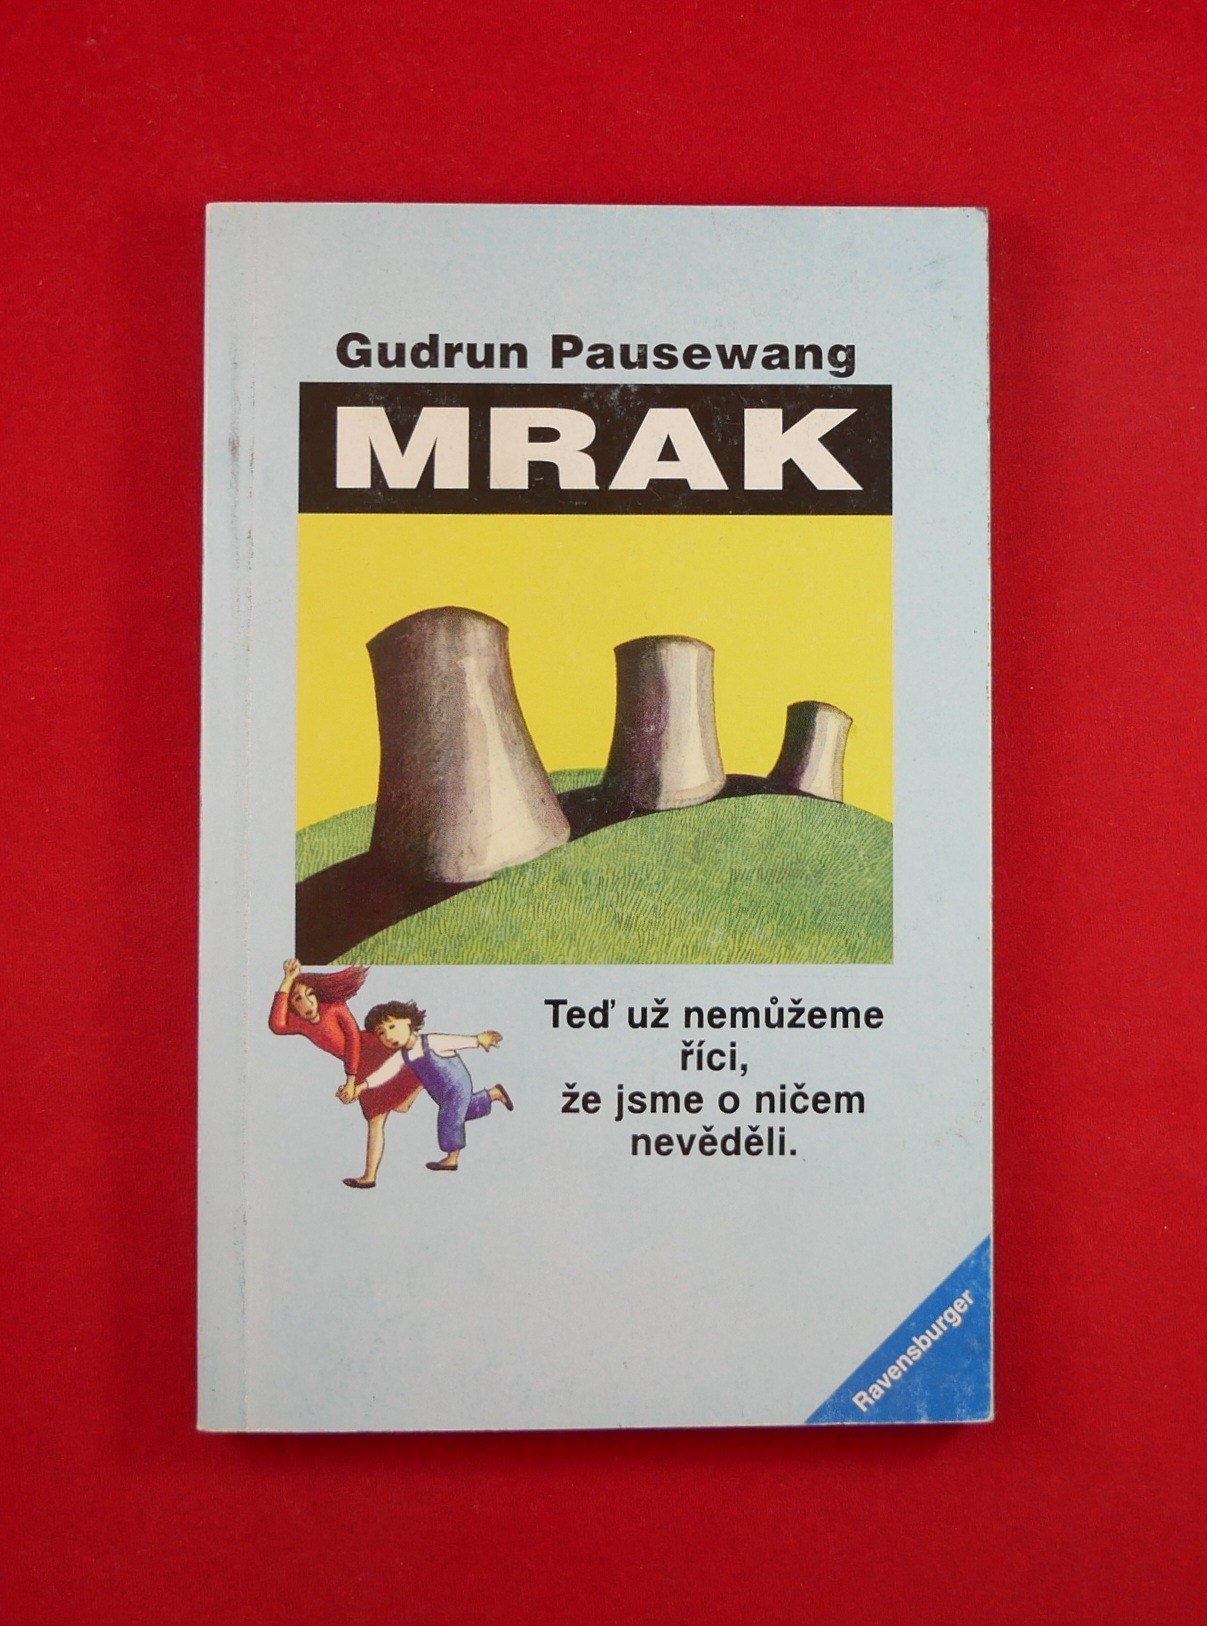 Gudrun Pausewang
MRAK
Teď už nemůžeme
říci,
že jsme o ničem
nevěděli.
Ravensburger